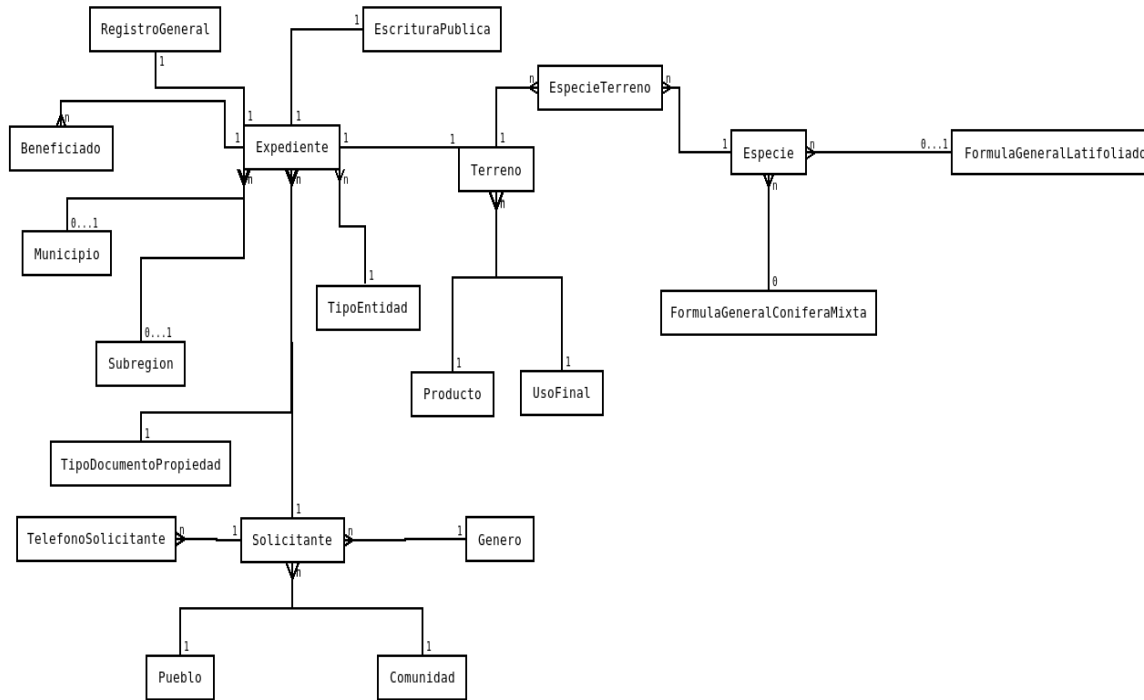 RegistroGeneral
1
1
EscrituraPublica
1
1
Beneficiado
n
1
Expediente
1
1
Terreno
n
EspecieTerreno
n
1
n
1
Especie
n
0...1
FormulaGeneralLatifoliado
n
n
n
n
n
0...1
Municipio
0...1
Subregion
1
TipoEntidad
0
FormulaGeneralConiferaMixta
1
Producto
1
UsoFinal
1
TipoDocumentoPropiedad
1
TelefonoSolicitante
n
1
Solicitante
n
1
Genero
n
1
Pueblo
1
Comunidad